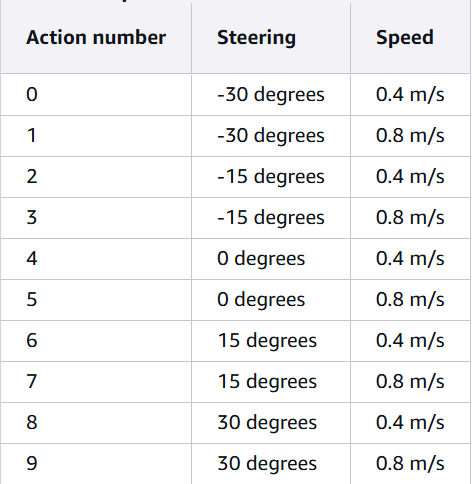 Action number Steering Speed
0 -30 degrees 0.4 m/s
1 -30 degrees 0.8 m/s
2 -15 degrees 0.4 m/s
3 -15 degrees 0.8 m/s
4 0 degrees 0.4 m/s
5 0 degrees 0.8 m/s
6 15 degrees 0.4 m/s
7 15 degrees 0.8 m/s
8 30 degrees 0.4 m/s
9 30 degrees 0.8 m/s